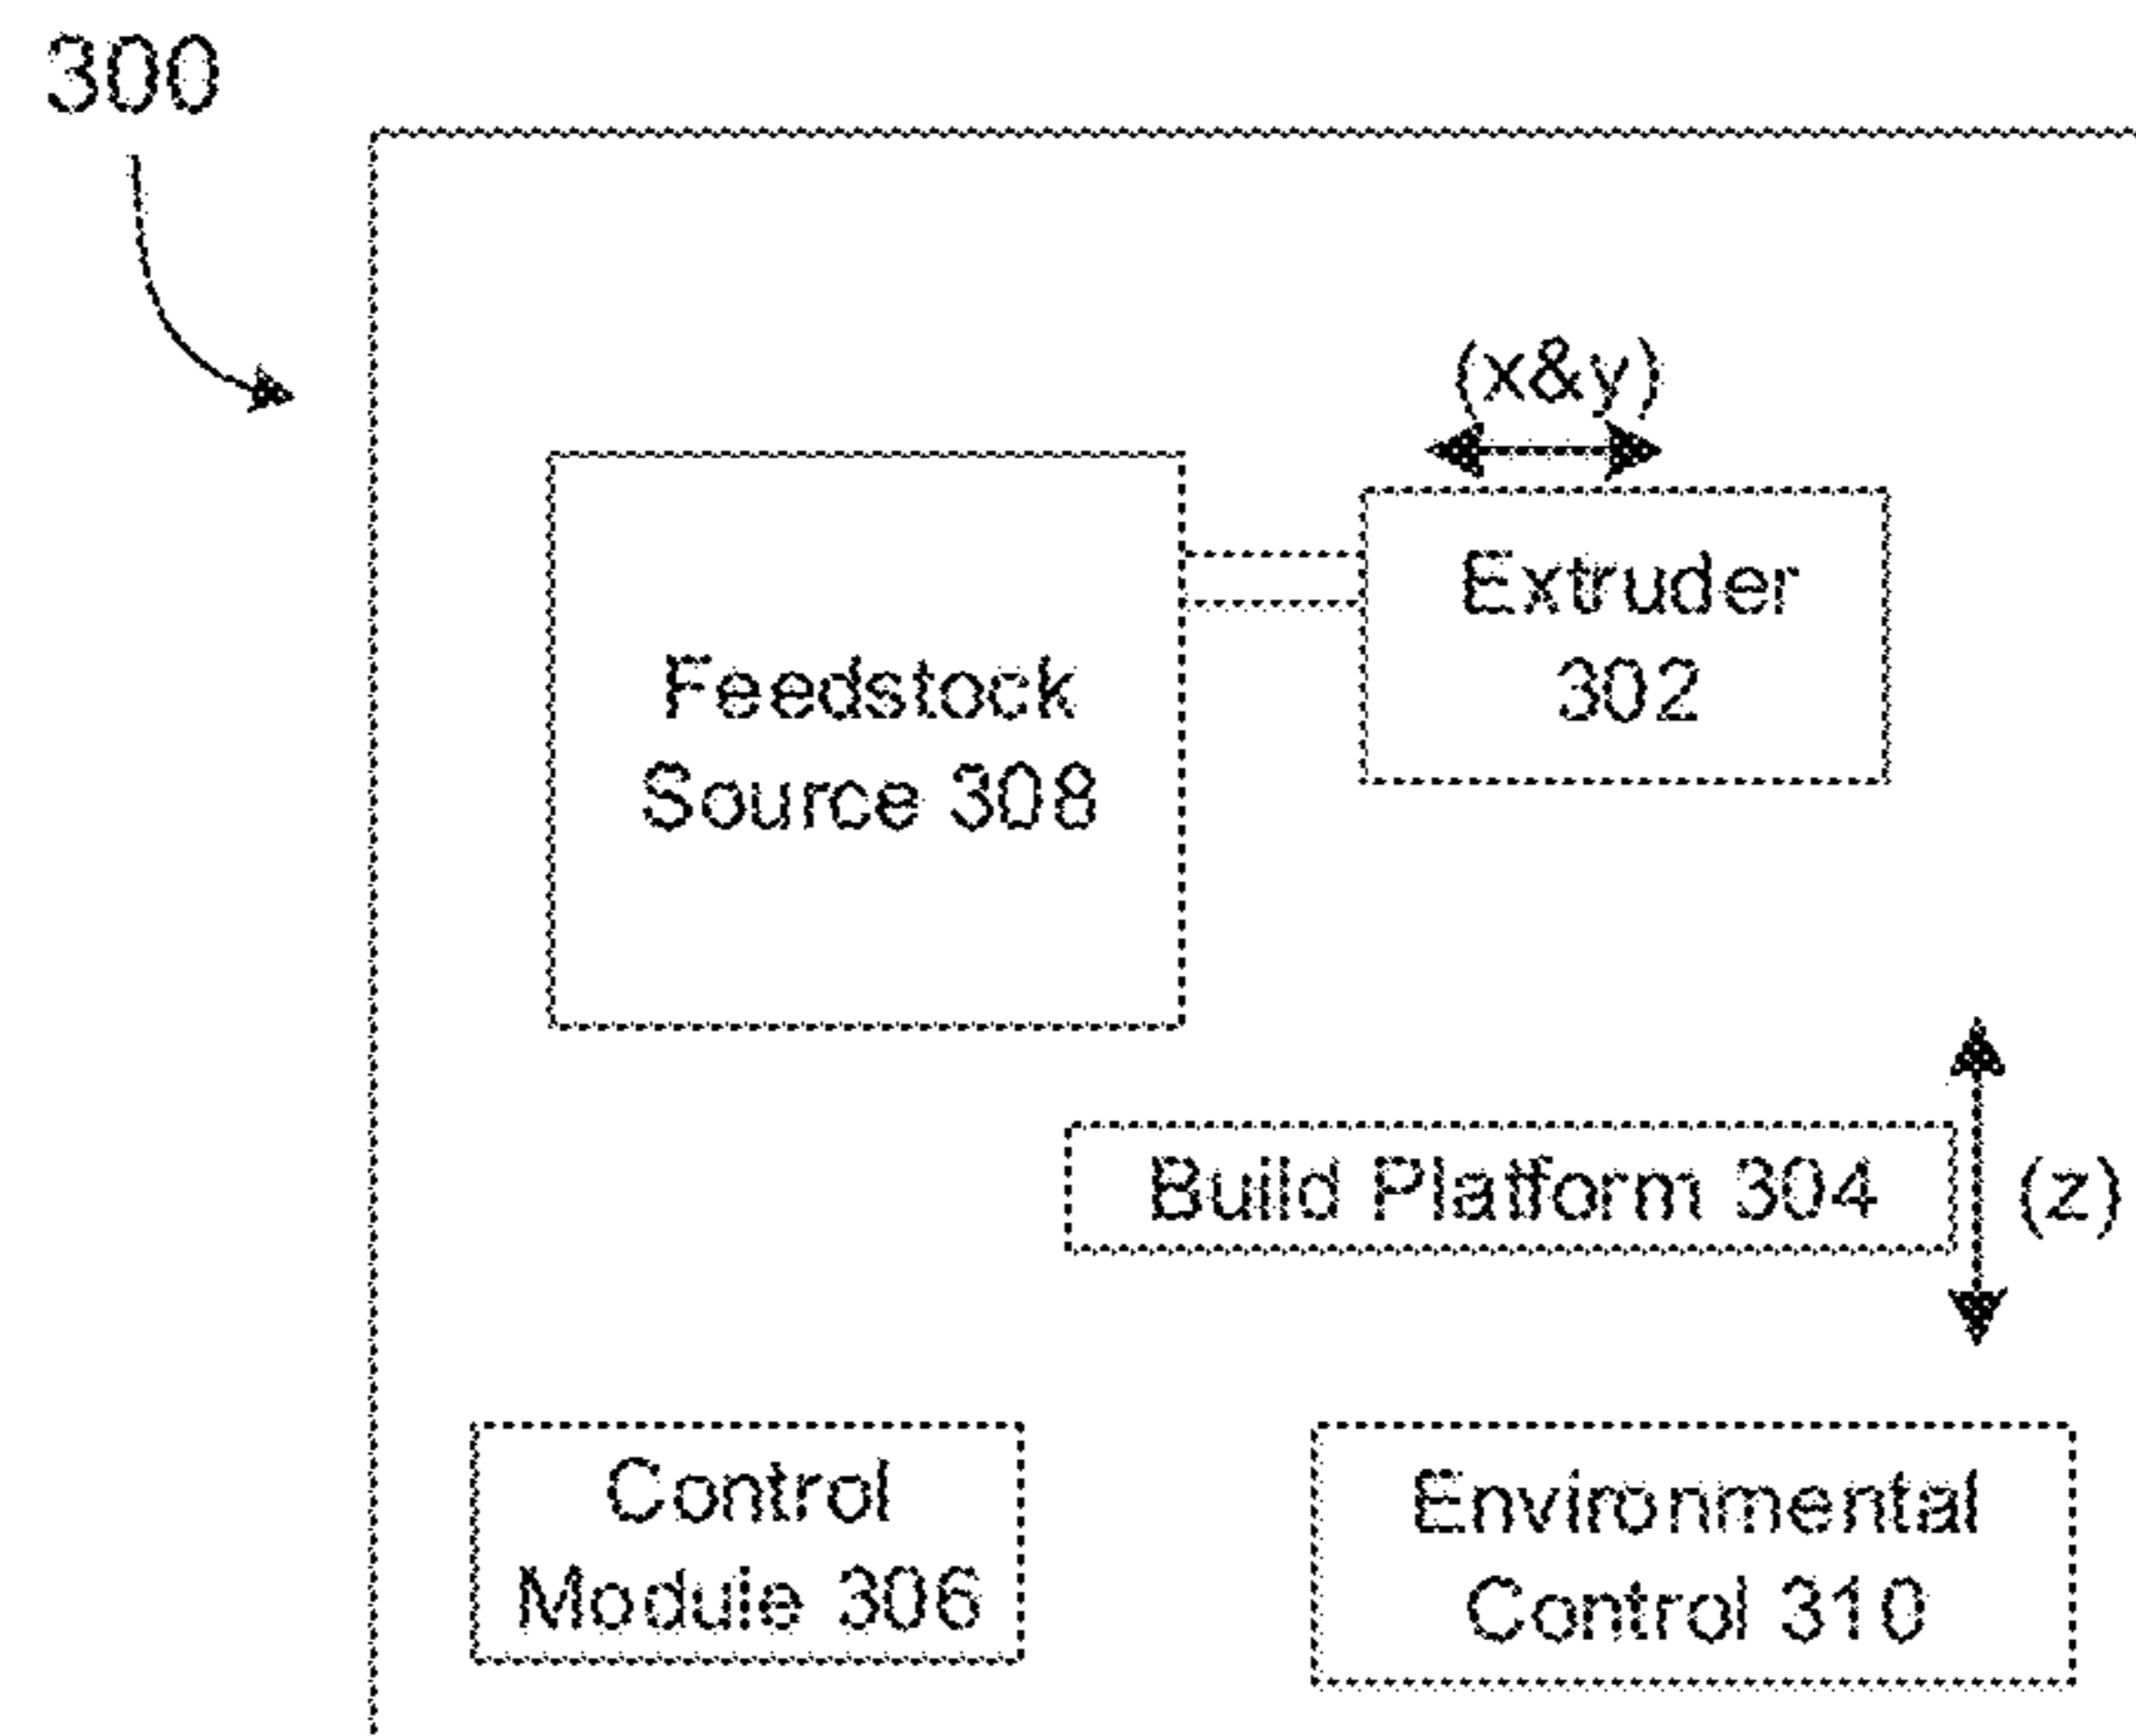 300
(x&y)
Extruder
302
Feedstock
Source 308
Build Platform 304
(z)
Control
Module 306
Environmental
Control 310